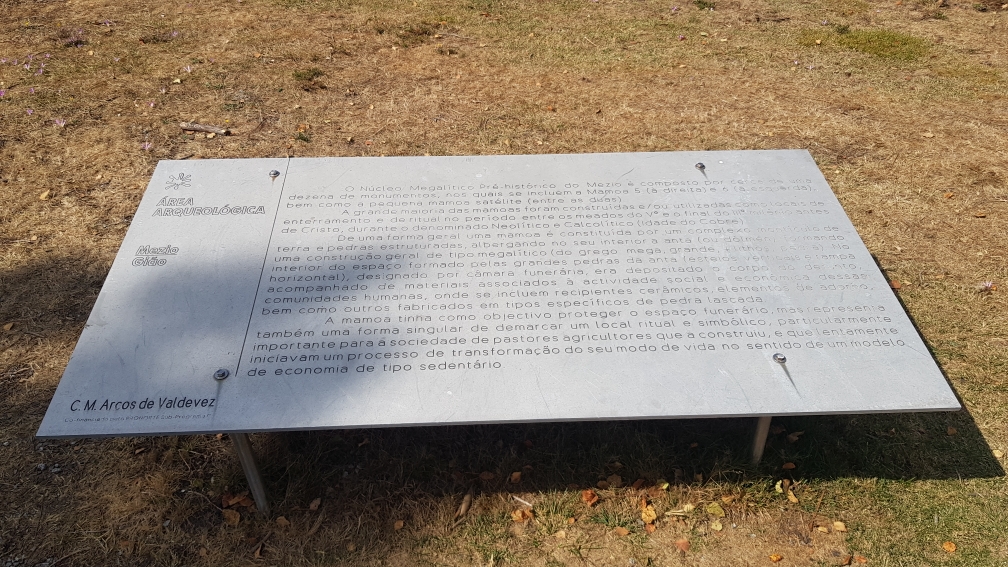 ÁREA
ARQUEOLÓGICA
Mezio
Gião
C. M. Arcos de Valdevez
O Núcleo Megalítico Pré-histórico do Mezio é composto por cerca de uma
dezena de monumentos, nos quais se incluem a Mamoa 5 (à direita) e 6 (à esquerda),
bem como a pequena mamoa satélite (entre as duas).
A grande maioria das mamoas foram construídas e/ou utilizadas como locais de
enterramento e de ritual no período entre os meados do Vº e os final do IIIº antes
de Cristo, durante o denominado Neolítico e Calcolítico (Idade do Cobre).
De uma forma geral uma mamoa é constituída por um complexo de
terra e pedras estruturadas, albergando no seu interior a anta (ou dólmen)
uma construção geral de tipo megalítico (do grego mega, grande,
interior do espaço formado pelas grandes pedras da anta (esteios e tampa
horizontal), designado por câmara funerária, era depositado o corpo
acompanhado de materiais associados à actividade social e económica dessas
comunidades humanas, onde se incluem recipientes cerâmicos, elementos de adorno,
bem como outros fabricados em tipos específicos de pedra lascada.
A mamoa tinha como objectivo proteger o espaço funerário, mas representa
também uma forma singular de demarcar um local ritual e simbólico, particularmente
importante para a sociedade de pastores agricultores que a construiu, e que lentamente
iniciavam um processo de transformação do seu modo de vida no sentido de um modelo
de economia de tipo sedentário